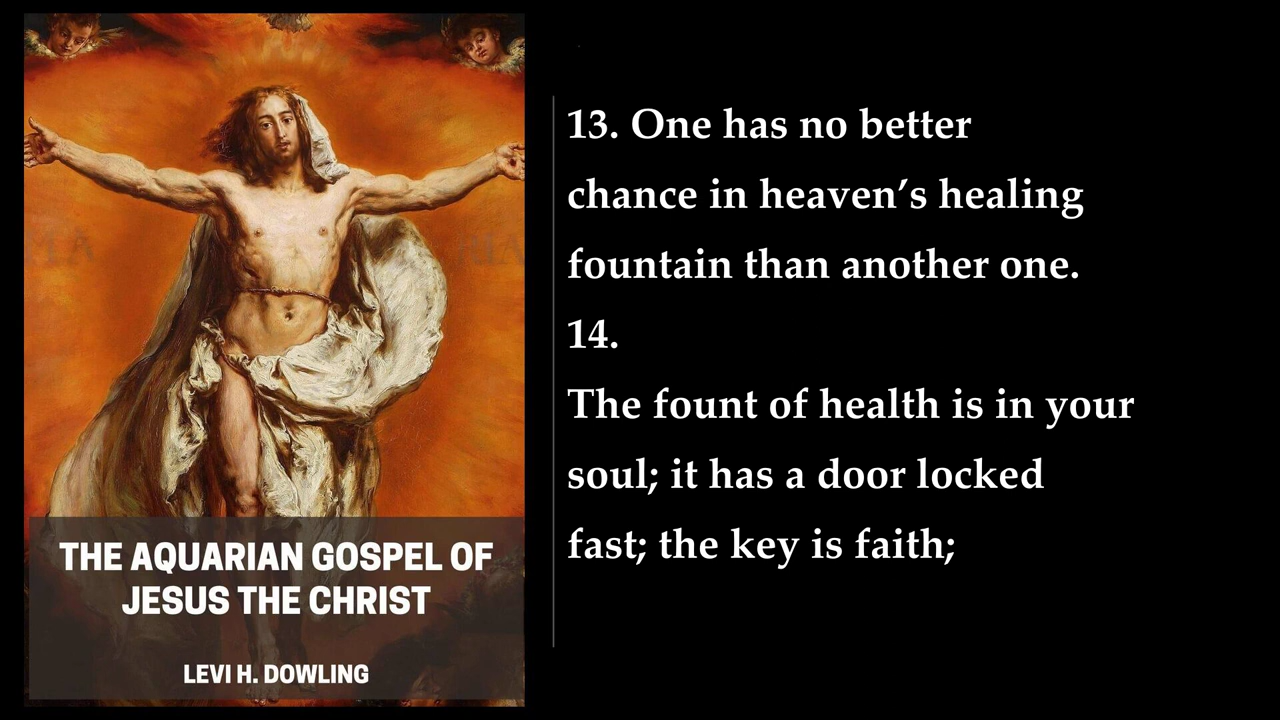 THE AQUARIAN GOSPEL OF
JESUS THE CHRIST
LEVI H. DOWLING
13. One has no better
chance in heaven’s healing
fountain than another one.
14.
The fount of health is in your
soul; it has a door locked
fast; the key is faith;